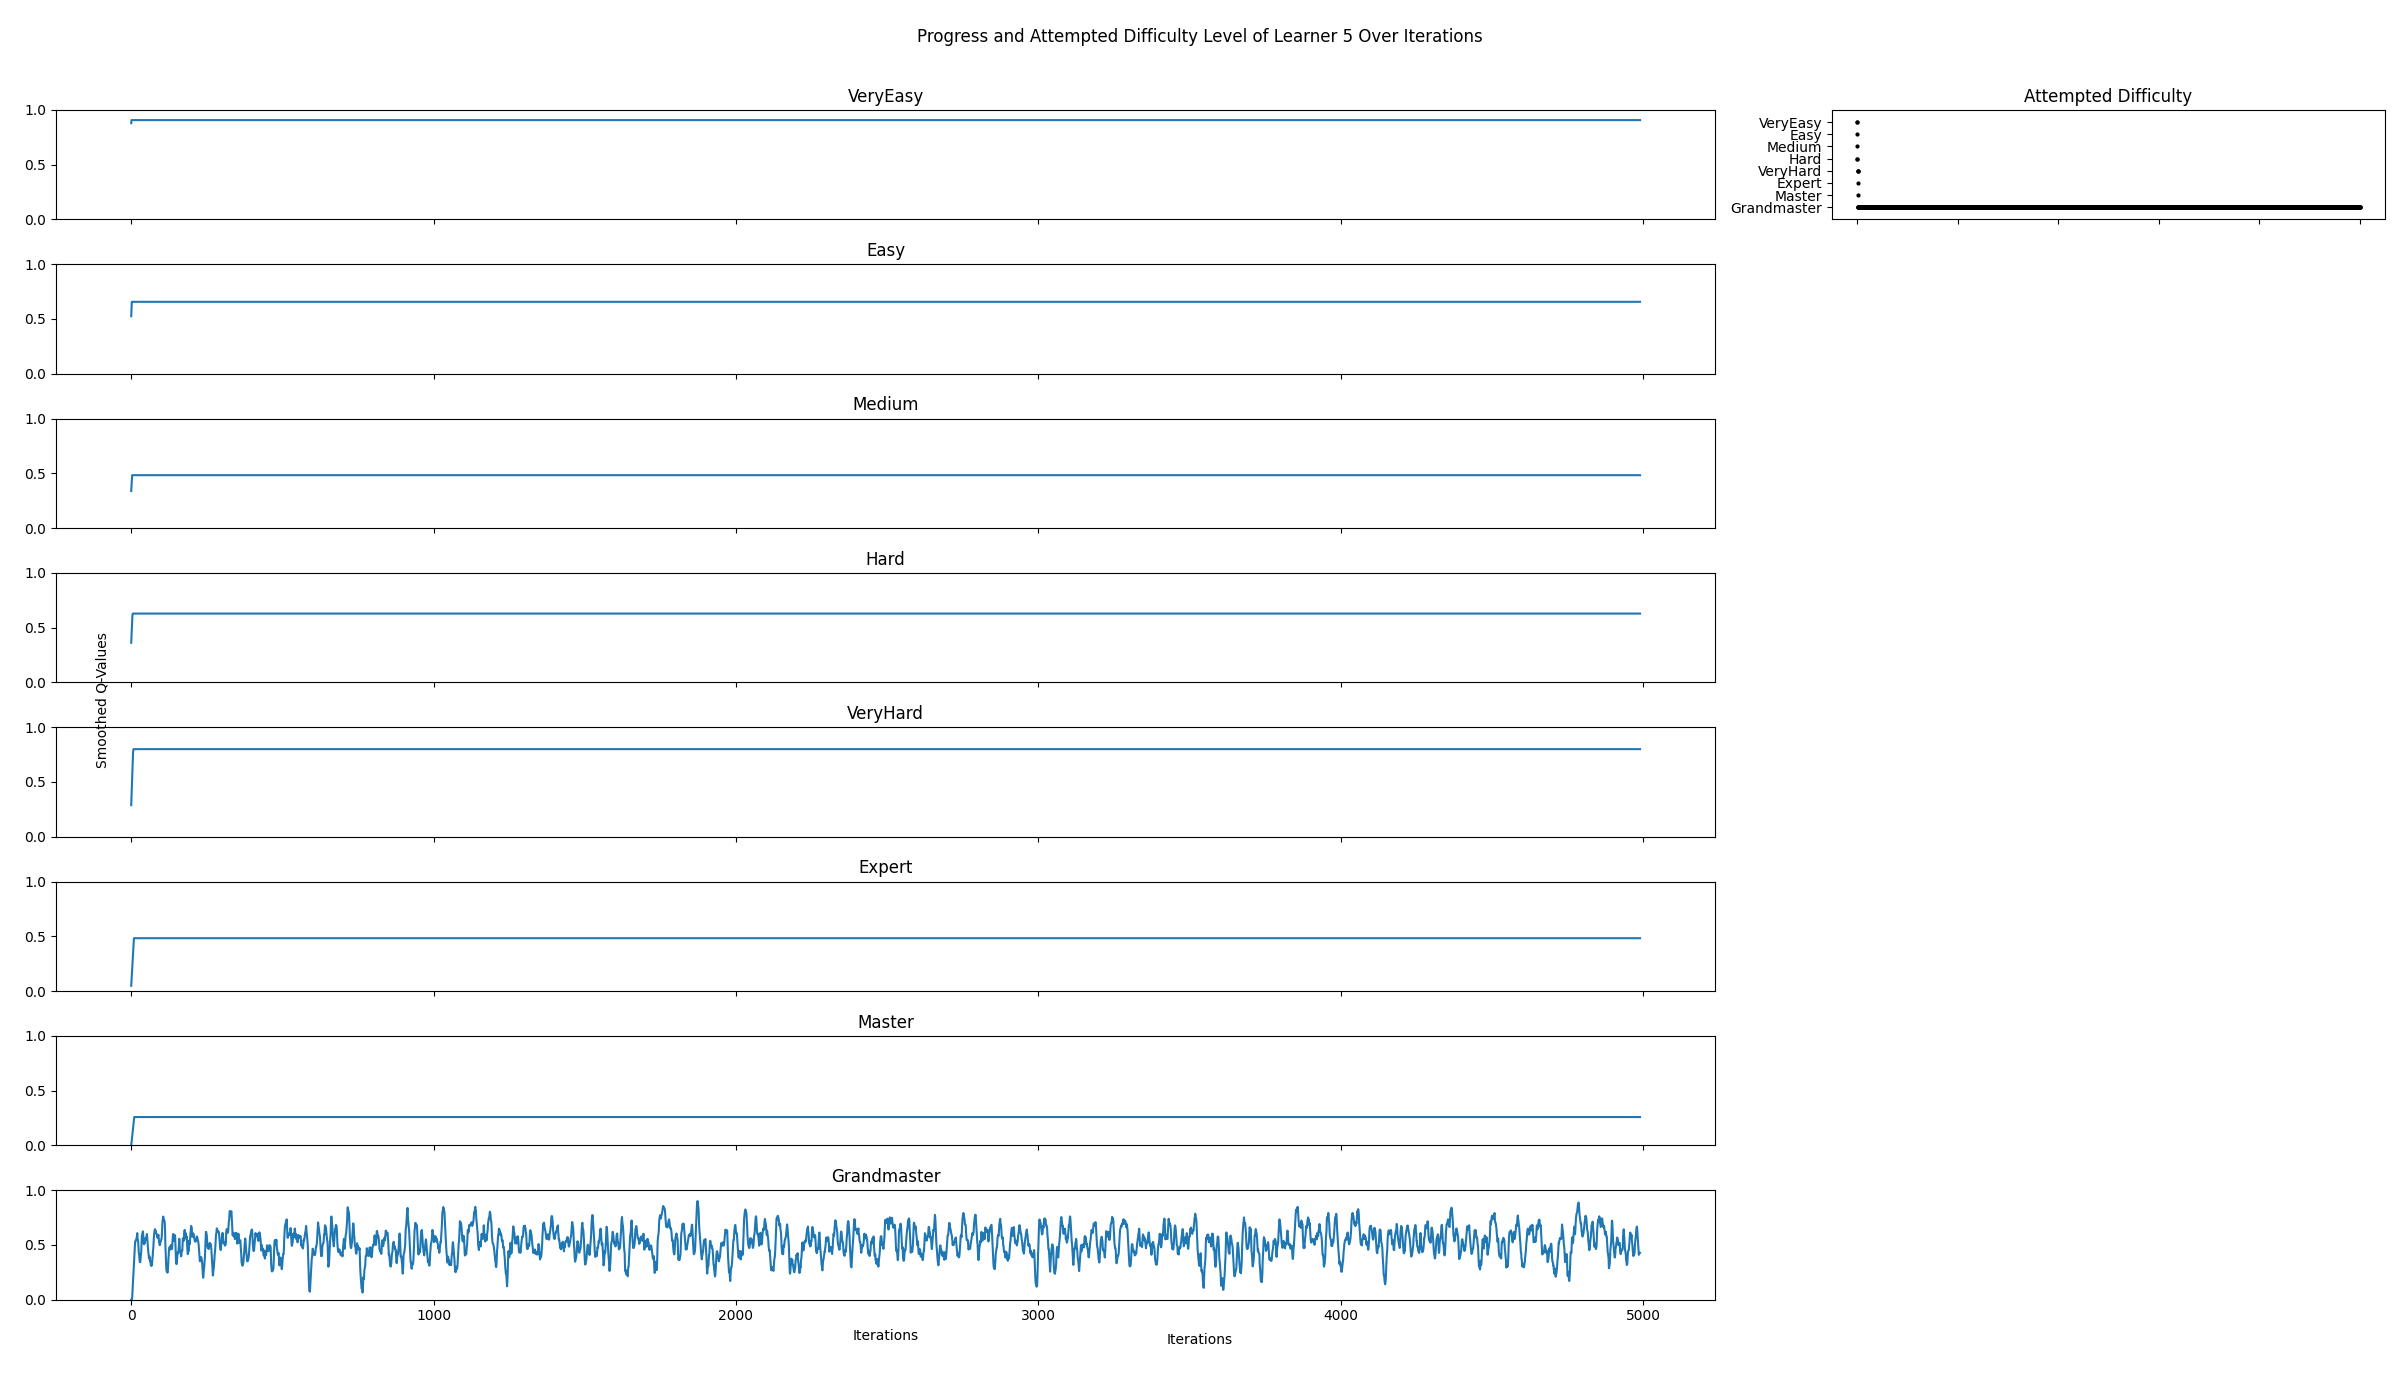 Progress and Attempted Difficulty Level of Learner 5 Over Iterations
VeryEasy
1.0
0.5
0.0
Attempted Difficulty
VeryEasy
Easy
Medium
Hard
VeryHard
Expert
Master
Grandmaster
Easy
1.0
0.5
0.0
Medium
1.0
0.5
0.0
Hard
1.0
0.5
0.0
Smoothed Q-Values
VeryHard
1.0
0.5
0.0
Expert
1.0
0.5
0.0
Master
1.0
0.5
0.0
Grandmaster
1.0
0.5
0.0
0 1000 2000 3000 4000 5000
Iterations
Iterations